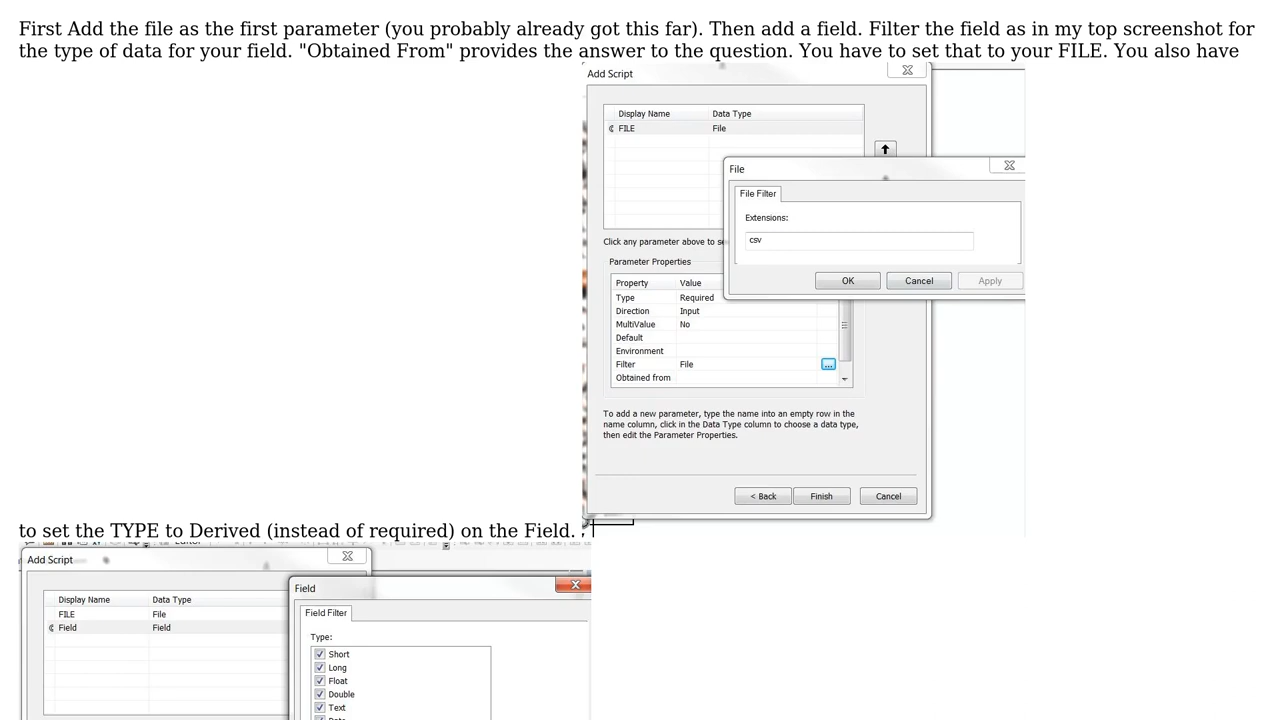 First Add the file as the first parameter (you probably already got this far). Then add a field. Filter the field as in my top screenshot for
the type of data for your field. "Obtained From" provides the answer to the question. You have to set that to your FILE. You also have
Add Script
Display Name Data Type
FILE File
File
File Filter
Extensions:
csv
Click any parameter above to se
Parameter Properties
OK Cancel Apply
Property Value
Type Required
Direction Input
MultiValue No
Default
Environment
Filter File ...
Obtained from
To add a new parameter, type the name into an empty row in the
name column, click in the Data Type column to choose a data type,
then edit the Parameter Properties.
< Back Finish Cancel
to set the TYPE to Derived (instead of required) on the Field.
Add Script
Display Name Data Type
FILE File
Field Field
Field
Field Filter
Type:
Short
Long
Float
Double
Text